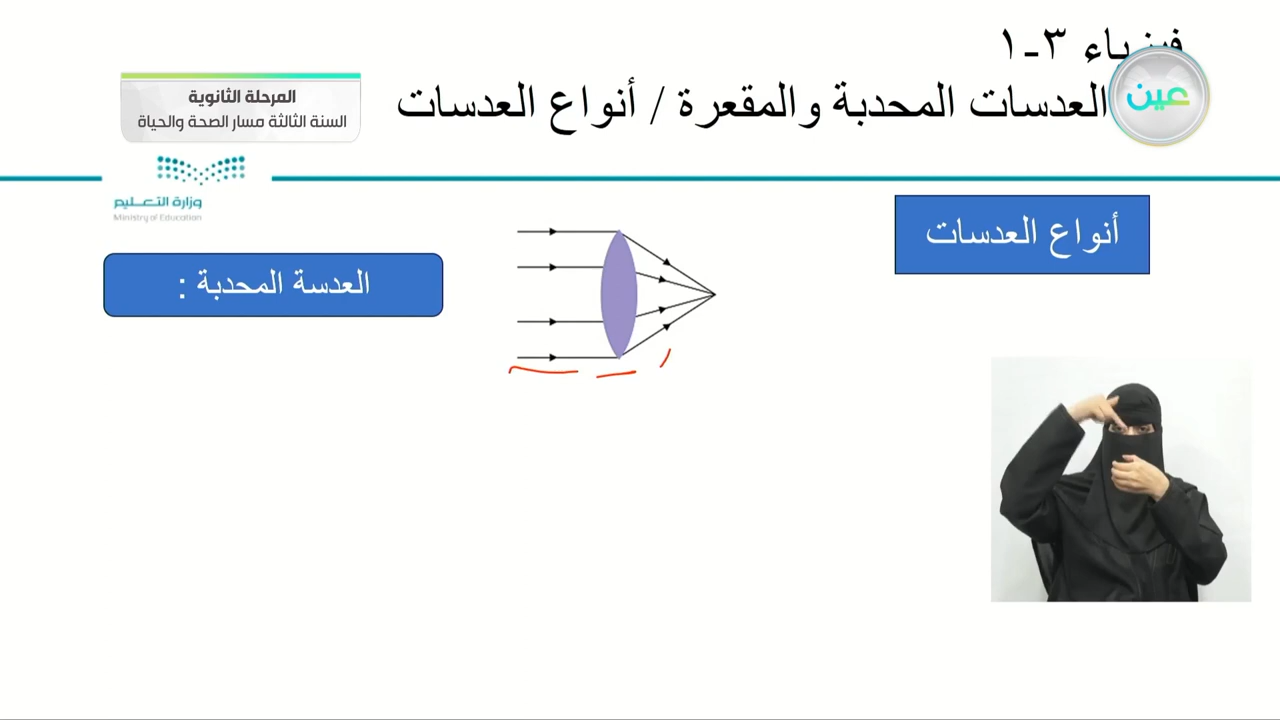 فيزياء ٣-١
العدسات المحدبة والمقعرة / أنواع العدسات
عين
المرحلة الثانوية
السنة الثالثة مسار الصحة والحياة
وزارة التعـــليم
Ministry of Education
أنواع العدسات
العدسة المحدبة :